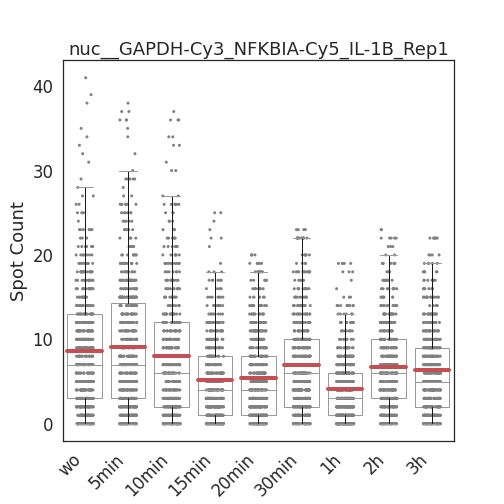 nuc__GAPDH-Cy3_NFKBIA-Cy5_IL-1B_Rep1
Spot Count
40
30
20
10
0
wo
5min
10min
15min
20min
30min
1h
2h
3h